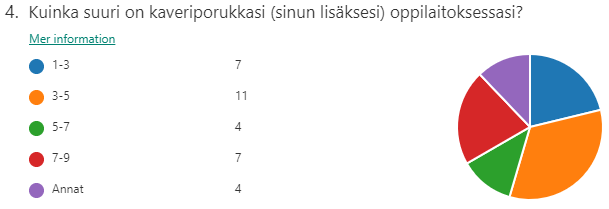 4. Kuinka suuri on kaveriporukkasi (sinun lisäksesi) oppilaitoksessasi?
Mer information
1-3 7
3-5 11
5-7 4
7-9 7
Annat 4